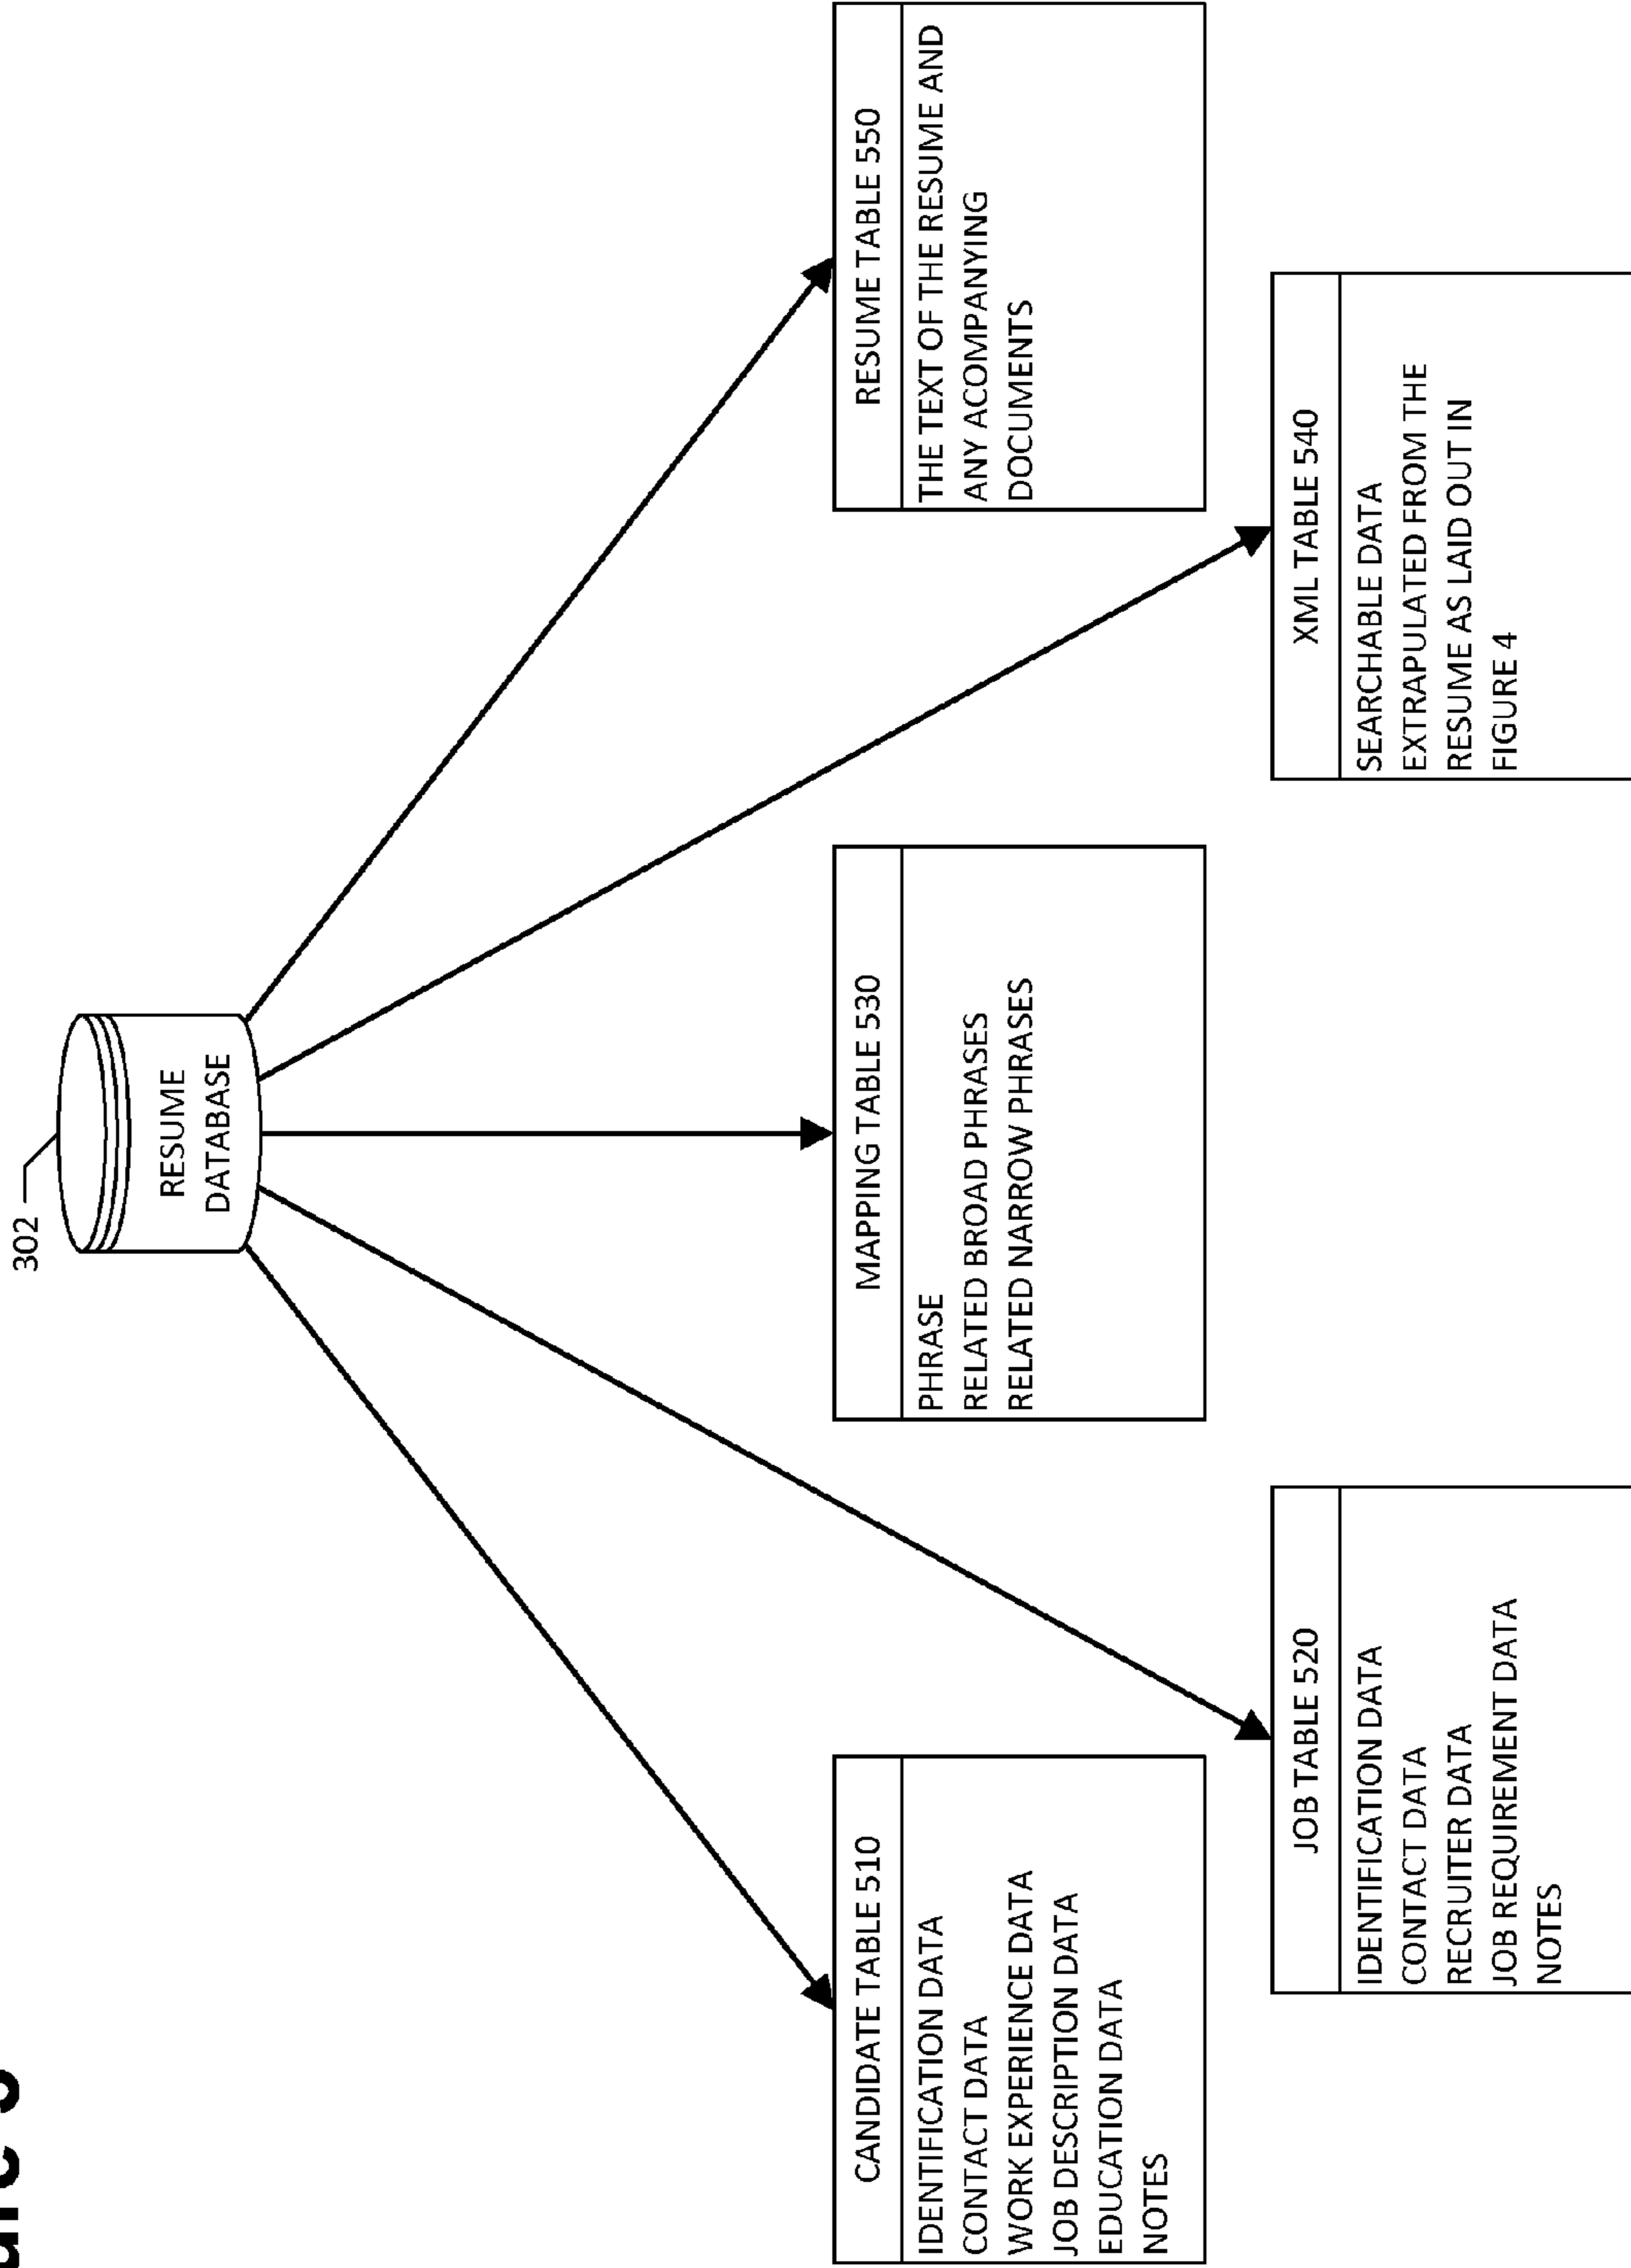 302
RESUME
DATABASE
CANDIDATE TABLE 510
IDENTIFICATION DATA
CONTACT DATA
WORK EXPERIENCE DATA
JOB DESCRIPTION DATA
EDUCATION DATA
NOTES
MAPPING TABLE 530
PHRASE
RELATED BROAD PHRASES
RELATED NARROW PHRASES
RESUME TABLE 550
THE TEXT OF THE RESUME AND
ANY ACOMPANYING
DOCUMENTS
JOB TABLE 520
IDENTIFICATION DATA
CONTACT DATA
RECRUITER DATA
JOB REQUIREMENT DATA
NOTES
XML TABLE 540
SEARCHABLE DATA
EXTRAPULATED FROM THE
RESUME AS LAID OUT IN
FIGURE 4